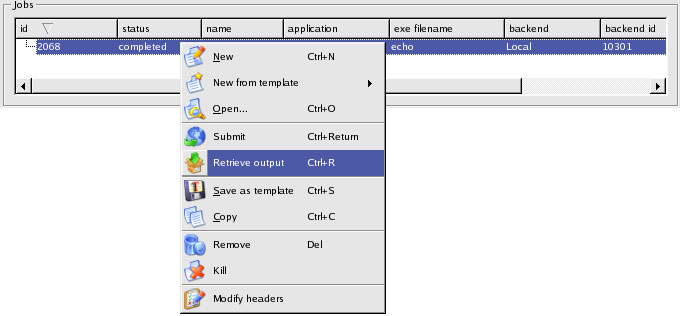 Jobs
id status name application exe filename backend backend id
2068 completed echo Local 10301
New Ctrl+N
New from template
Open... Ctrl+O
Submit Ctrl+Return
Retrieve output Ctrl+R
Save as template Ctrl+S
Copy Ctrl+C
Remove Del
Kill
Modify headers